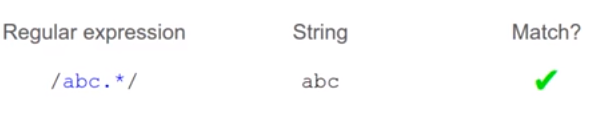 Regular expression String Match?
/abc.*/ abc ✔